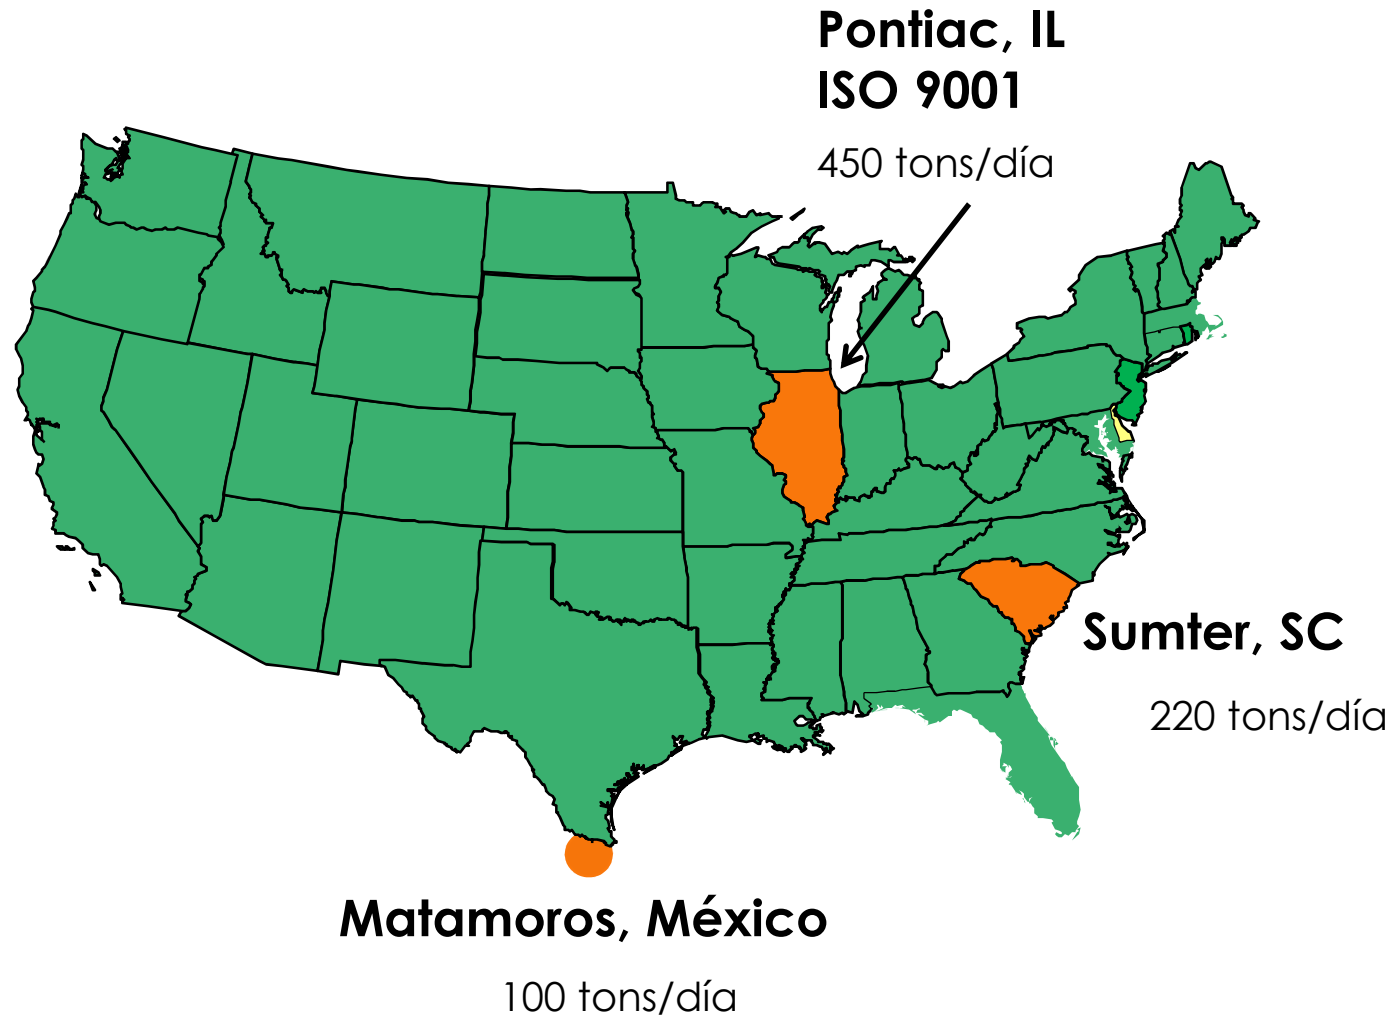 Pontiac, IL
ISO 9001
450 tons/día
Sumter, SC
220 tons/día
Matamoros, México
100 tons/día